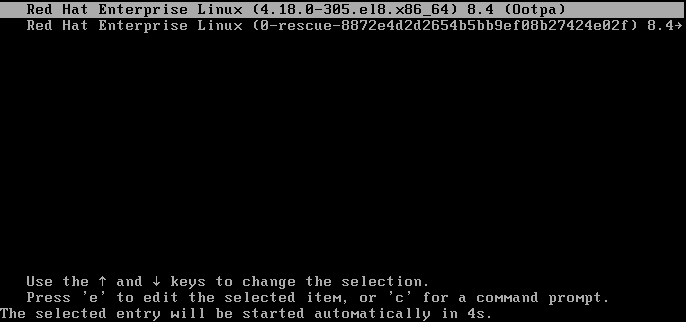 Red Hat Enterprise Linux (4.18.0-305.el8.x86_64) 8.4 (Ootpa)
Red Hat Enterprise Linux (0-rescue-8872e4d2d2654b5bb9ef08b27424e02f) 8.4→
Use the ↑ and ↓ keys to change the selection.
Press 'e' to edit the selected item, or 'c' for a command prompt.
The selected entry will be started automatically in 4s.